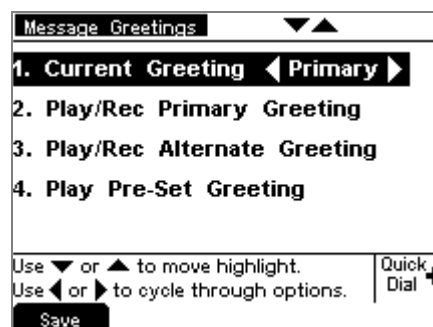 Message Greetings ▼▲
1. Current Greeting ◀ Primary ▶
2. Play/Rec Primary Greeting
3. Play/Rec Alternate Greeting
4. Play Pre-Set Greeting
Use ▼ or ▲ to move highlight.
Use ◀ or ▶ to cycle through options.
Quick
Dial
Save